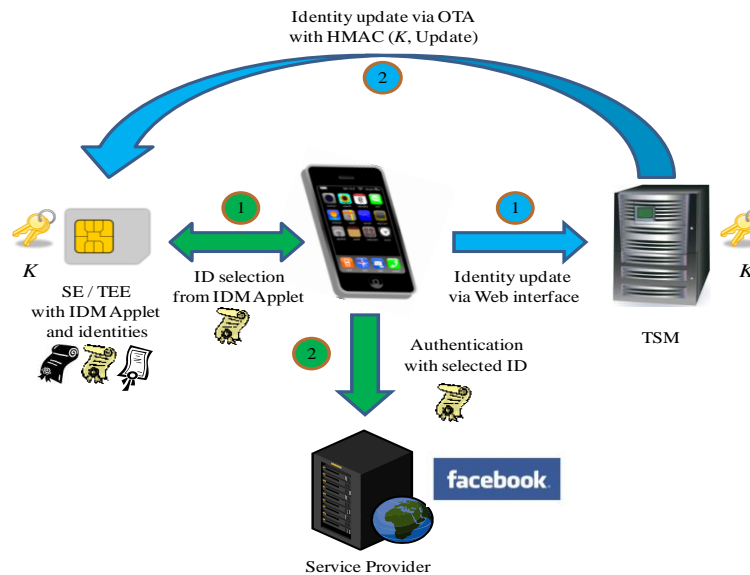 Identity update via OTA
with HMAC (K, Update)
2
1
1
K
K
ID selection
from IDM Applet
Identity update
via Web interface
SE / TEE
with IDM Applet
and identities
TSM
2
Authentication
with selected ID
facebook.
Service Provider